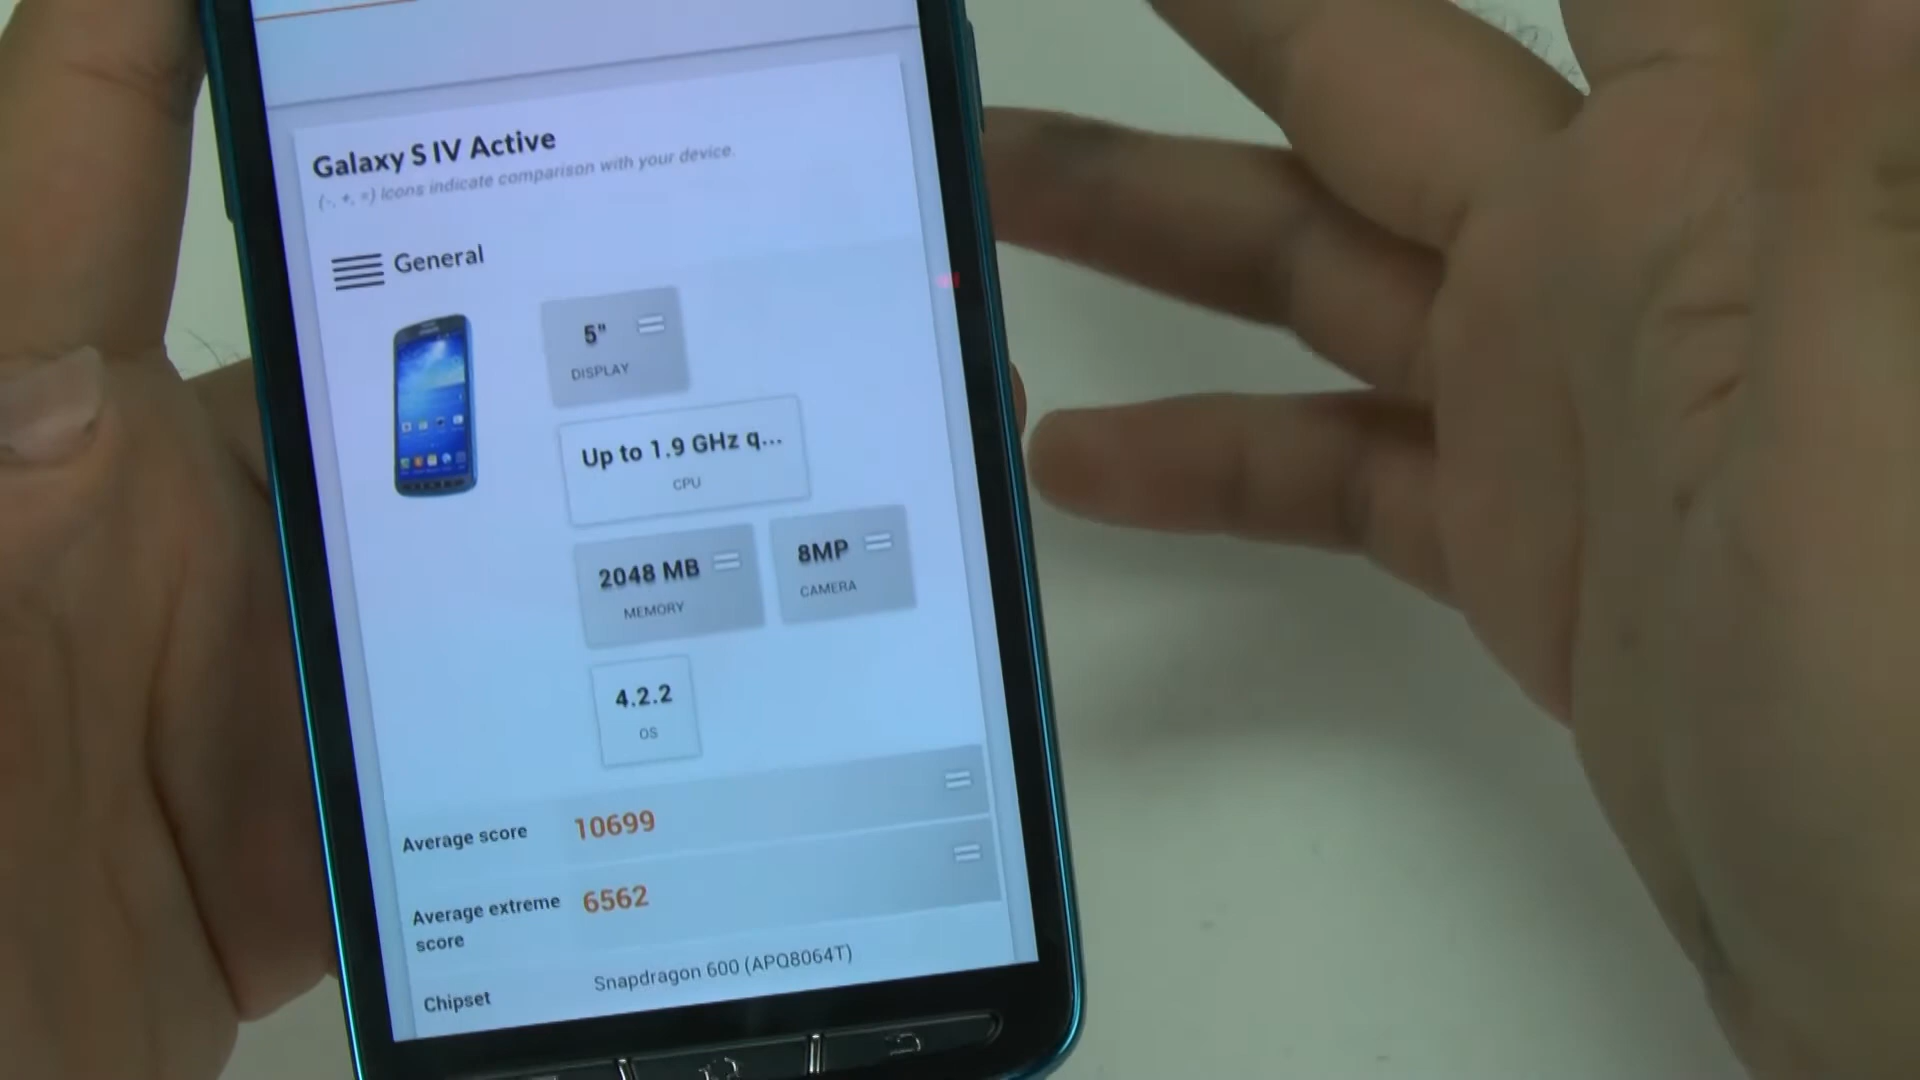 Galaxy S IV Active
(-, +, =) Icons indicate comparison with your device.
General
5"
DISPLAY
Up to 1.9 GHz q...
CPU
2048 MB
MEMORY
8MP
CAMERA
4.2.2
OS
Average score 10699
Average extreme score 6562
Chipset Snapdragon 600 (APQ8064T)